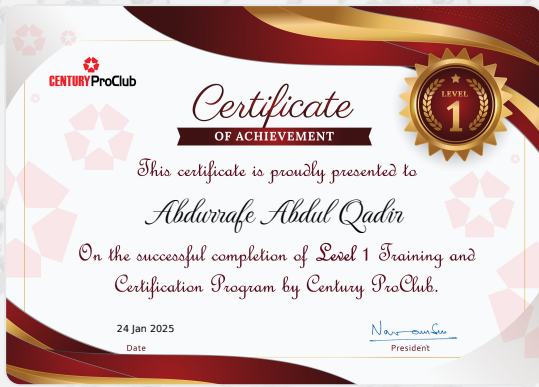 CENTURY ProClub
LEVEL
1
Certificate
OF ACHIEVEMENT
This certificate is proudly presented to
Abdurrafe Abdul Qadir
On the successful completion of Level 1 Training and
Certification Program by Century ProClub.
24 Jan 2025
Date
President